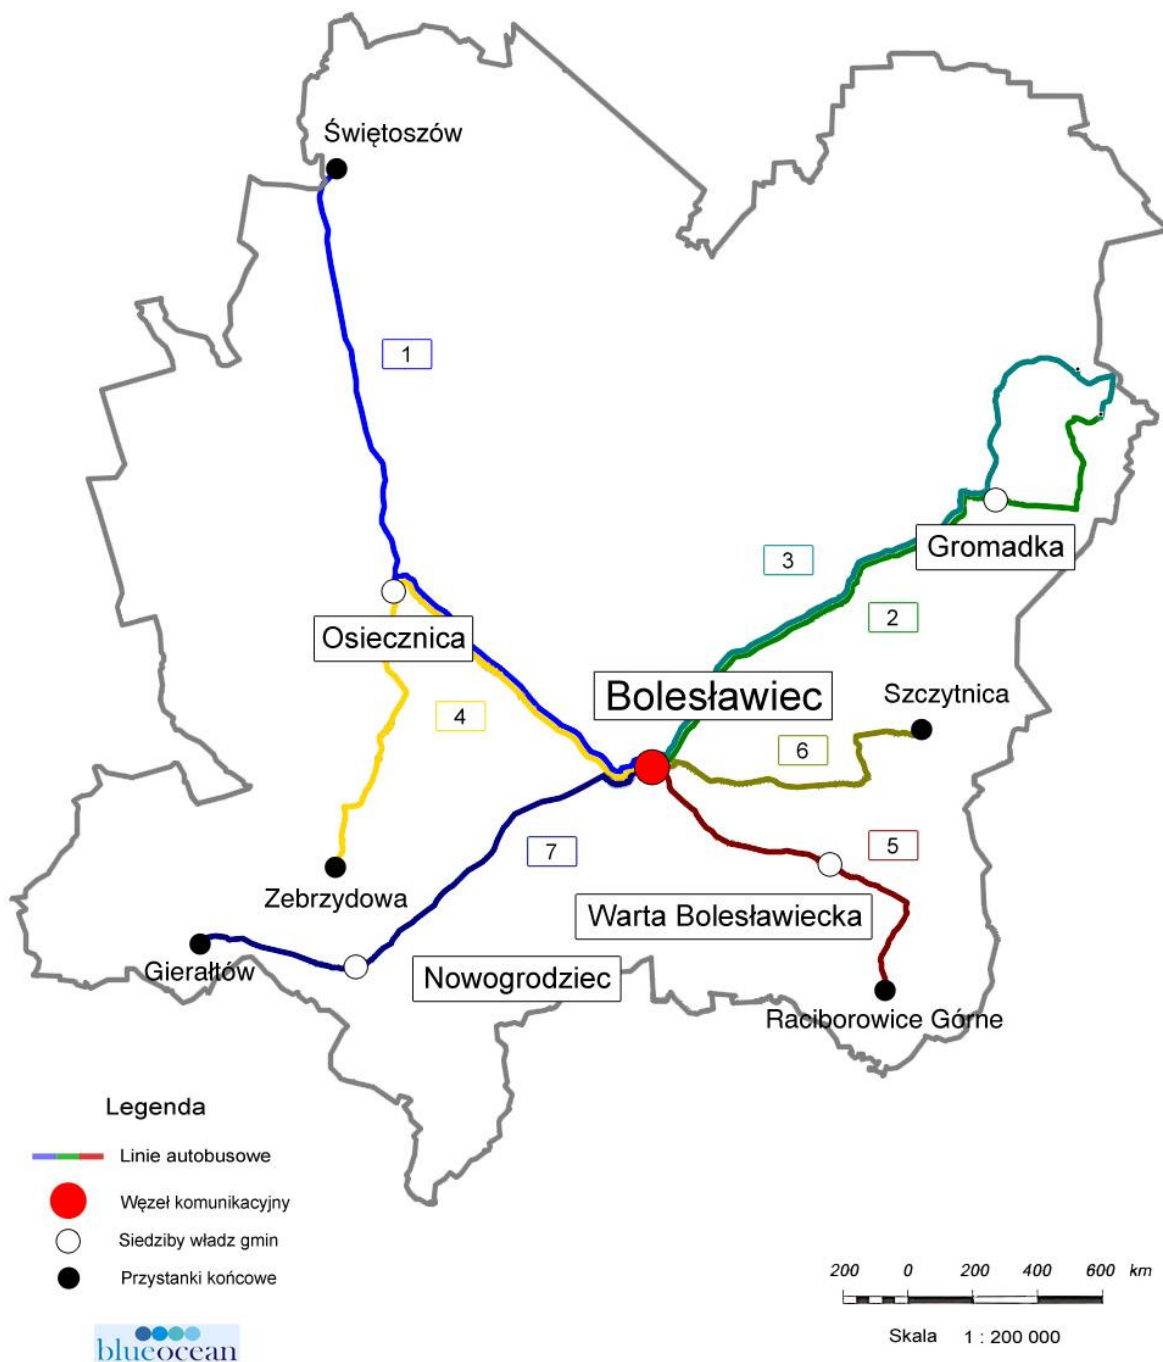 Świętoszów
1
3
Gromadka
2
Osiecznica
Bolesławiec
Szczytnica
4
6
7
5
Zebrzydowa
Warta Bolesławiecka
Gierałtów
Nowogrodziec
Raciborowice Górne
Legenda
Linie autobusowe
Węzeł komunikacyjny
Siedziby władz gmin
Przystanki końcowe
200 0 200 400 600 km
Skala 1 : 200 000
blueocean